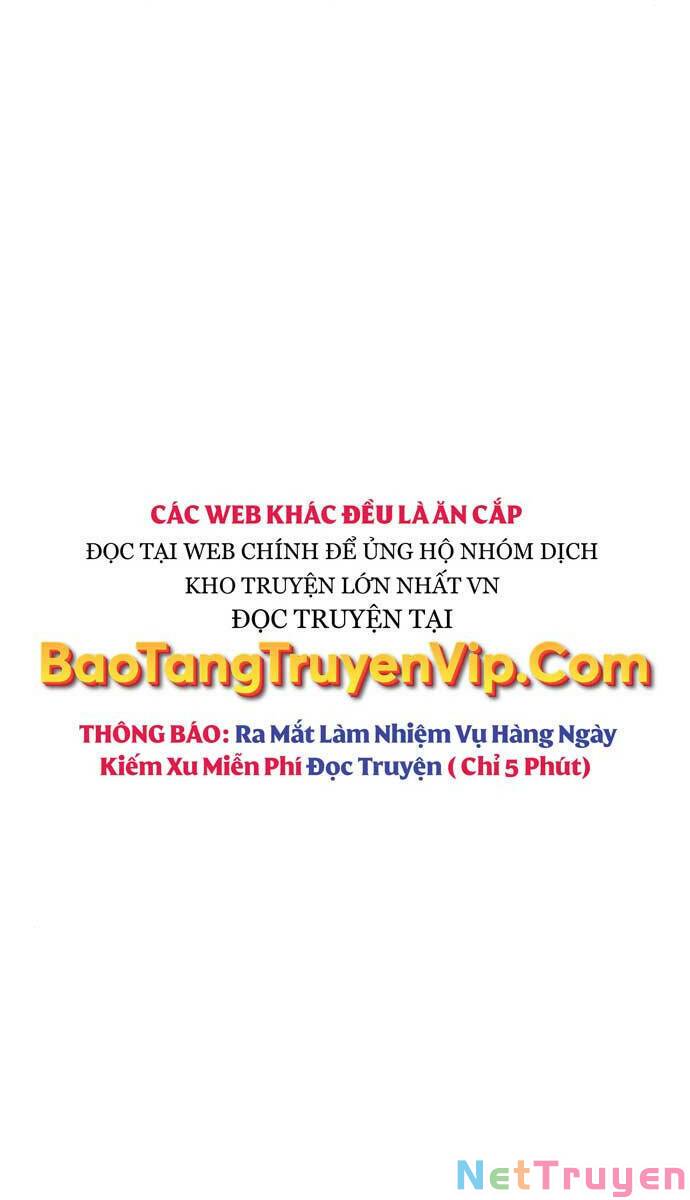 CÁC WEB KHÁC ĐỀU LÀ ĂN CẮP
ĐỌC TẠI WEB CHÍNH ĐỂ ỦNG HỘ NHÓM DỊCH
KHO TRUYỆN LỚN NHẤT VN
ĐỌC TRUYỆN TẠI
BaoTangTruyenVip.Com
THÔNG BÁO: Ra Mắt Làm Nhiệm Vụ Hàng Ngày
Kiếm Xu Miễn Phí Đọc Truyện ( Chỉ 5 Phút)
NetTruyen